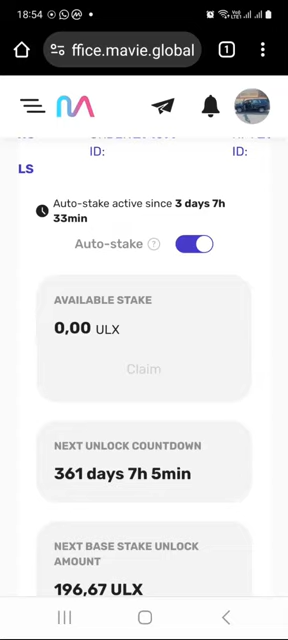 18:54
ffice.mavie.global
1
ID:
ID:
LS
Auto-stake active since 3 days 7h
33min
Auto-stake ?
AVAILABLE STAKE
0,00 ULX
Claim
NEXT UNLOCK COUNTDOWN
361 days 7h 5min
NEXT BASE STAKE UNLOCK
AMOUNT
196,67 ULX